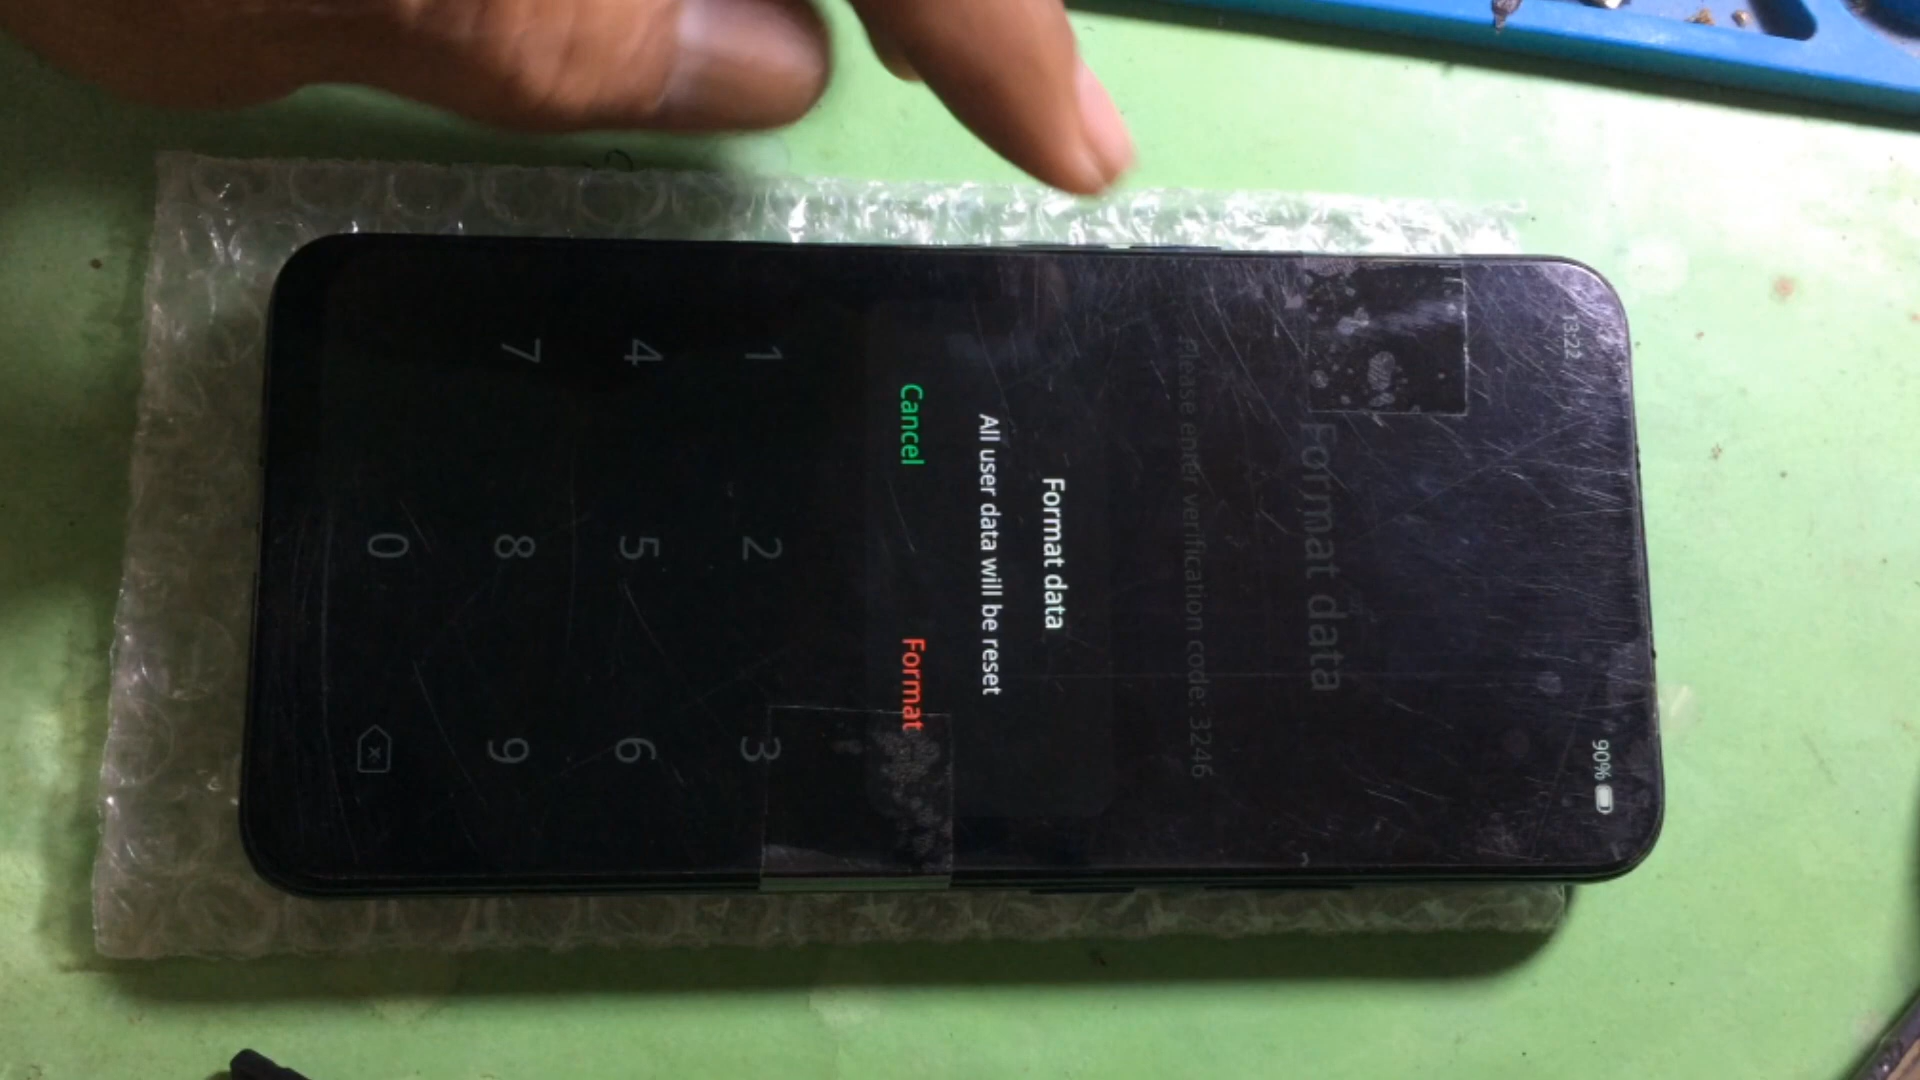 13:22
90%
Format data
Please enter verification code: 3246
Format data
All user data will be reset
Cancel Format
1 2 3
4 5 6
7 8 9
0